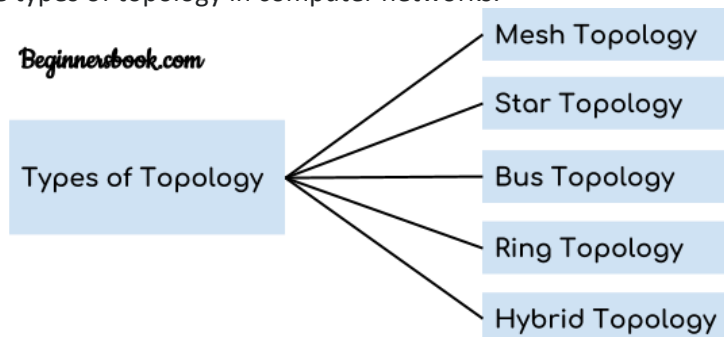 types of topology in computer networks.
Beginnersbook.com
Types of Topology
Mesh Topology
Star Topology
Bus Topology
Ring Topology
Hybrid Topology